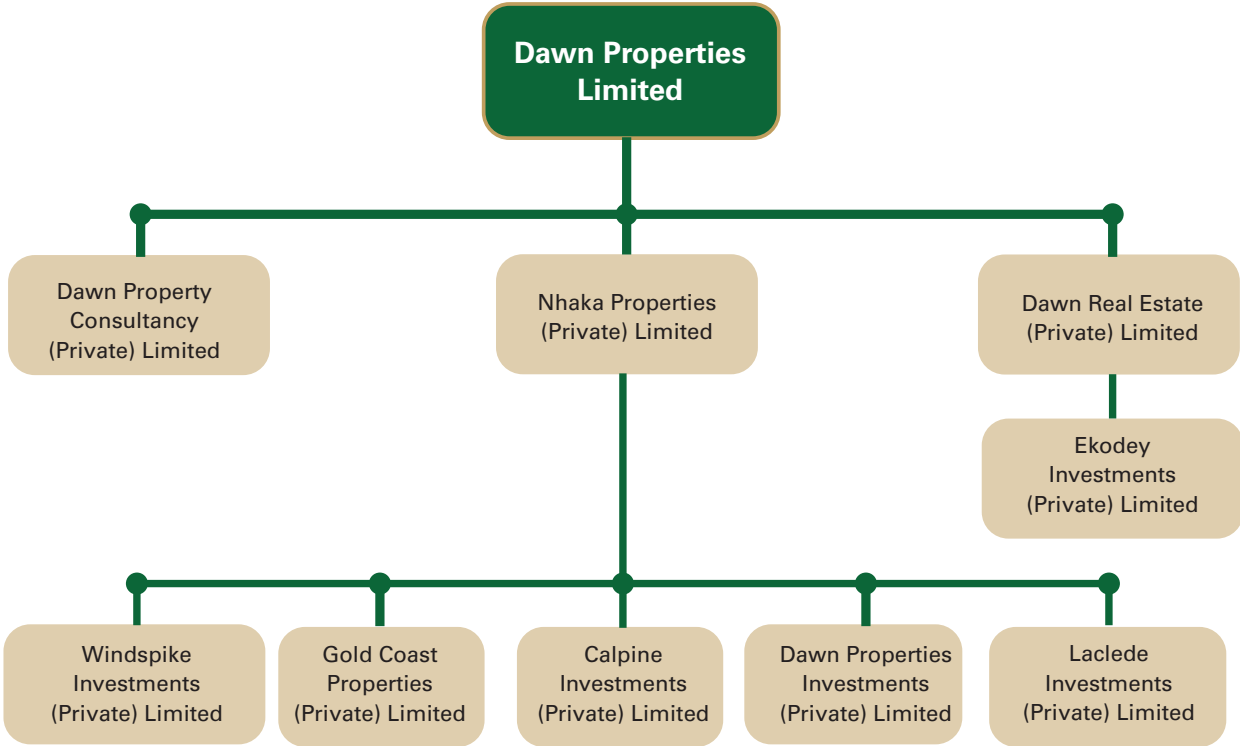 Dawn Properties
Limited
Dawn Property
Consultancy
(Private) Limited
Nhaka Properties
(Private) Limited
Dawn Real Estate
(Private) Limited
Ekodey
Investments
(Private) Limited
Windspike
Investments
(Private) Limited
Gold Coast
Properties
(Private) Limited
Calpine
Investments
(Private) Limited
Dawn Properties
Investments
(Private) Limited
Laclede
Investments
(Private) Limited